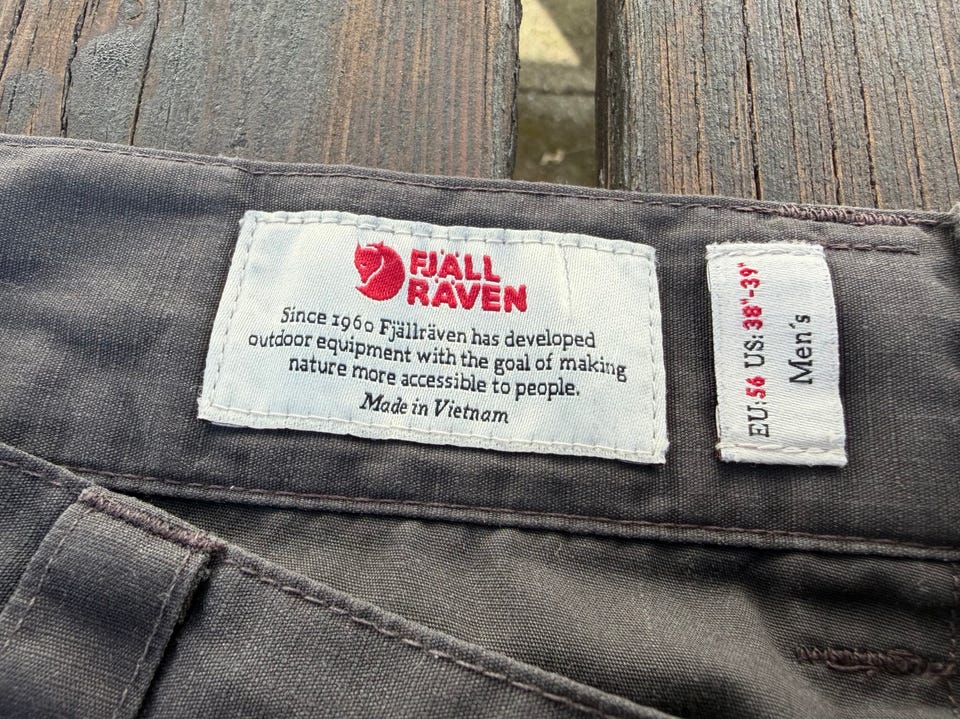 FJÄLL
RÄVEN
Since 1960 Fjällräven has developed
outdoor equipment with the goal of making
nature more accessible to people.
Made in Vietnam
EU:56 US:38"-39"
Men´s